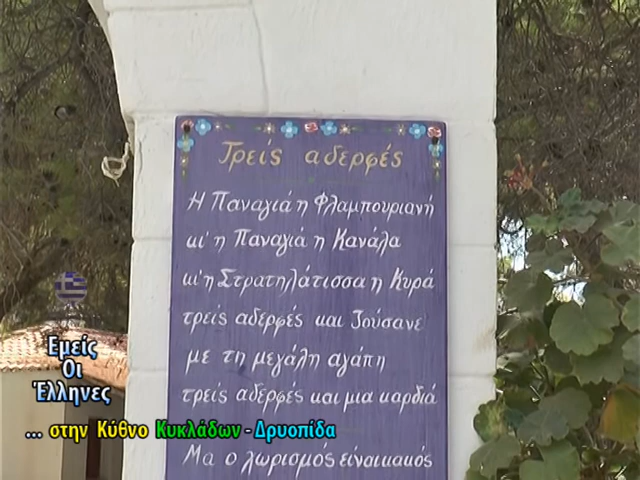 Τρείς αδερφές
Η Παναγιά η Φλαμπουριανή
κι' η Παναγιά η Κανάλα
κι' η Στρατηλάτισσα η Κυρά
τρείς αδερφές και ζούσανε
με τη μεγάλη αγάπη
τρείς αδερφές και μια καρδιά
Μα ο χωρισμος είναι κακός
Εμείς
Οι
Έλληνες
... στην Κύθνο Κυκλάδων - Δρυοπίδα